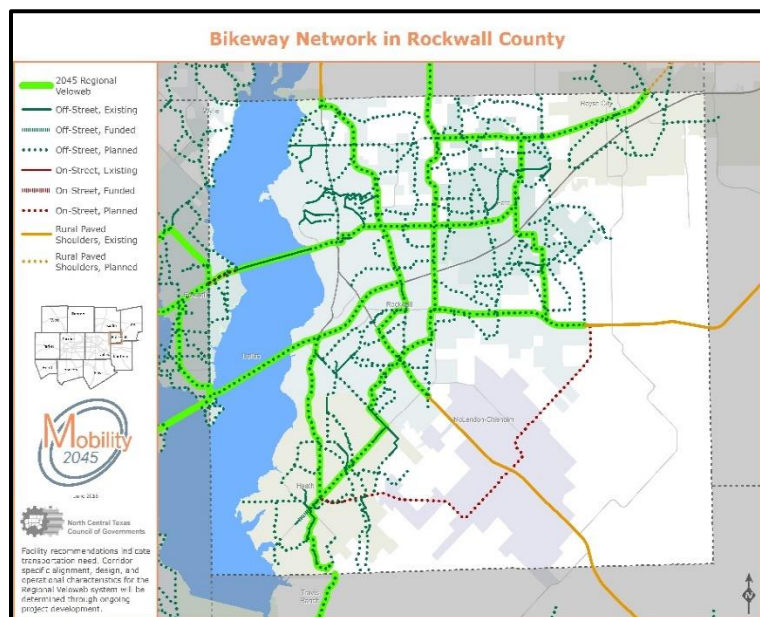 Bikeway Network in Rockwall County
2045 Regional
Veloweb
Off-Street, Existing
Off-Street, Funded
Off-Street, Planned
On-Street, Existing
On-Street, Funded
On-Street, Planned
Rural Paved
Shoulders, Existing
Rural Paved
Shoulders, Planned
Mobility
2045
North Central Texas
Council of Governments
Facility recommendations indicate
transportation need. Corridor
specific alignment, design, and
operational characteristics for the
Regional Veloweb system will be
determined through ongoing
project development.
Royse City
Fate
Rockwall
McLendon-Chisholm
Heath
Travis
Ranch
N